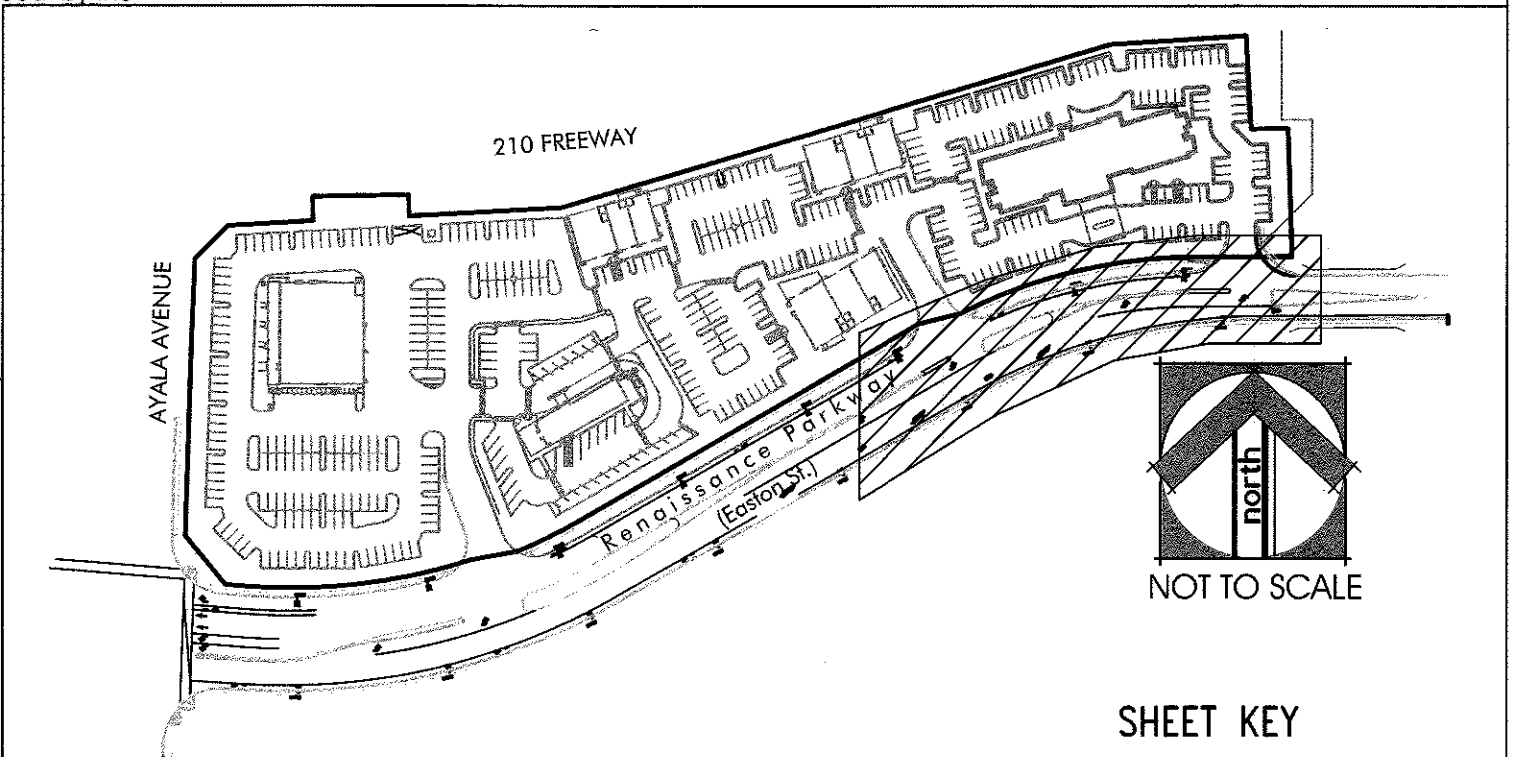 210 FREEWAY
AYALA AVENUE
Renaissance Parkway
(Easton St.)
north
NOT TO SCALE
SHEET KEY